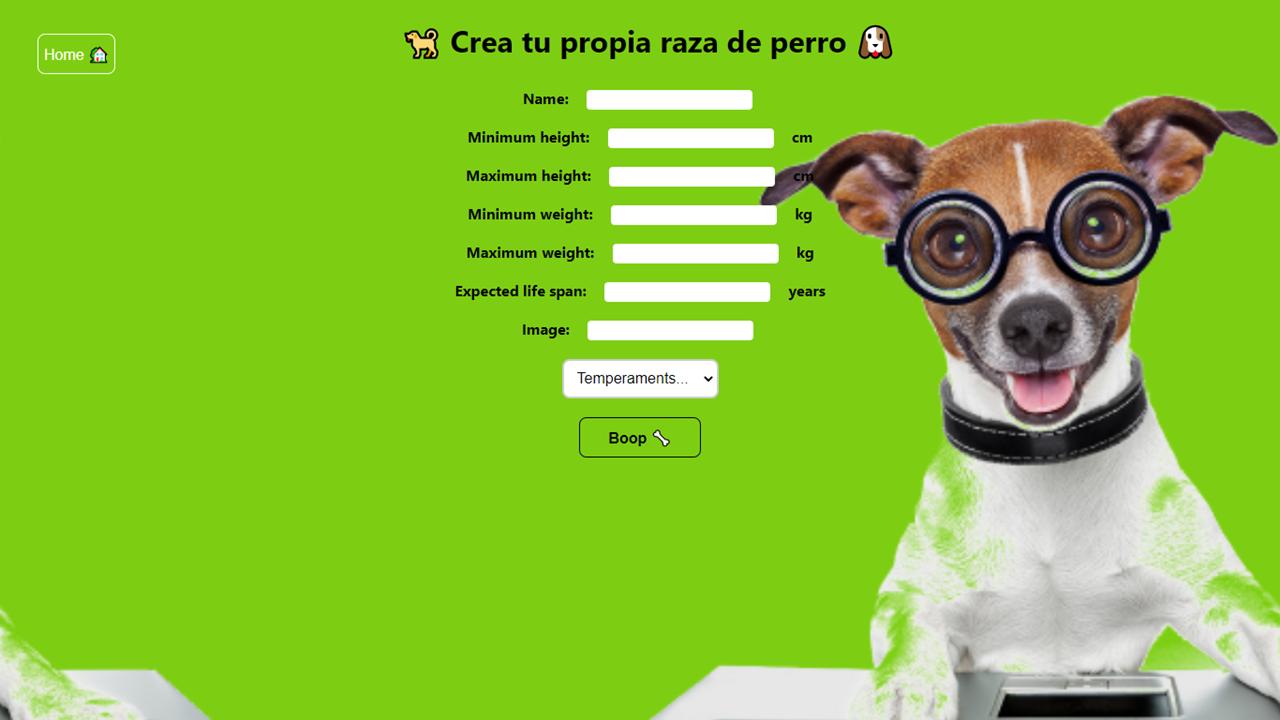 Home 🏠
🐕 Crea tu propia raza de perro 🐶
Name:
Minimum height: cm
Maximum height: cm
Minimum weight: kg
Maximum weight: kg
Expected life span: years
Image:
Temperaments...
Boop 🦴